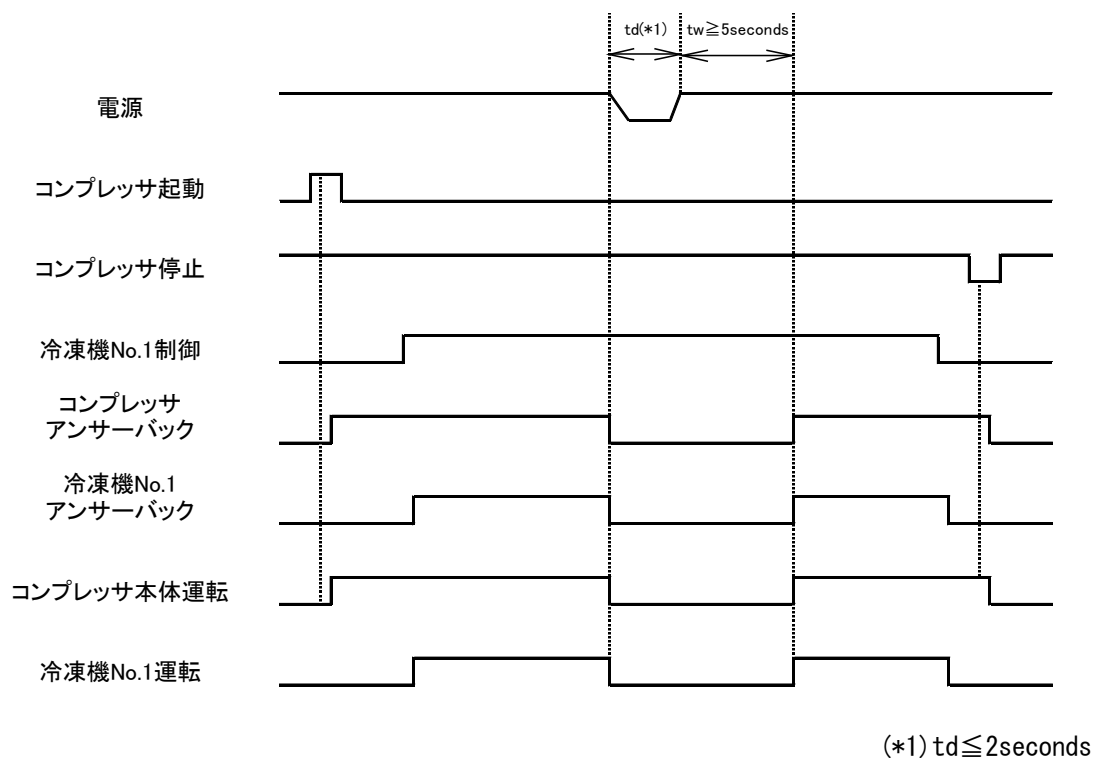 td(*1)
tw≧5seconds
電源
コンプレッサ起動
コンプレッサ停止
冷凍機No.1制御
コンプレッサ
アンサーバック
冷凍機No.1
アンサーバック
コンプレッサ本体運転
冷凍機No.1運転
(*1)td≦2seconds